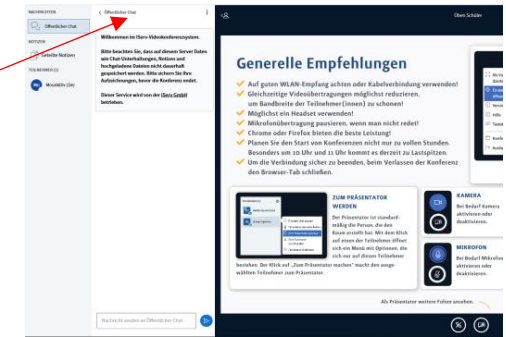 NACHRICHTEN
Öffentlicher Chat
NOTIZEN
Geteilte Notizen
TEILNEHMER (1)
Öffentlicher Chat
Willkommen im IServ-Videokonferenzsystem.
Bitte beachten Sie, dass auf diesem Server Daten
wie Chat-Unterhaltungen, Notizen und
hochgeladene Dateien nicht dauerhaft
gespeichert werden. Bitte sichern Sie Ihre
Aufzeichnungen, bevor die Konferenz endet.
Dieser Service wird von der IServ GmbH
betrieben.
Nachricht senden an Öffentlicher Chat
Üben Schüler
Generelle Empfehlungen
Auf guten WLAN-Empfang achten oder Kabelverbindung verwenden!
Gleichzeitige Videoübertragungen möglichst reduzieren,
um Bandbreite der Teilnehmer(innen) zu schonen!
Möglichst ein Headset verwenden!
Mikrofonübertragung pausieren, wenn man nicht redet!
Chrome oder Firefox bieten die beste Leistung!
Planen Sie den Start von Konferenzen nicht nur zu vollen Stunden.
Besonders um 10 Uhr und 11 Uhr kommt es derzeit zu Lastspitzen.
Um die Verbindung sicher zu beenden, beim Verlassen der Konferenz
den Browser-Tab schließen.
ZUM PRÄSENTATOR
WERDEN
Der Präsentator ist standard-
mäßig die Person, die den
Raum erstellt hat. Mit dem Klick
auf einen der Teilnehmer öffnet
sich ein Menü mit Optionen, die
sich nur auf diesen Teilnehmer
beziehen. Der Klick auf „Zum Präsentator machen" macht den ausge-
wählten Teilnehmer zum Präsentator.
KAMERA
Bei Bedarf Kamera
aktivieren oder
deaktivieren.
MIKROFON
Bei Bedarf Mikrofon
aktivieren oder
deaktivieren.
Als Präsentator weitere Folien ansehen.